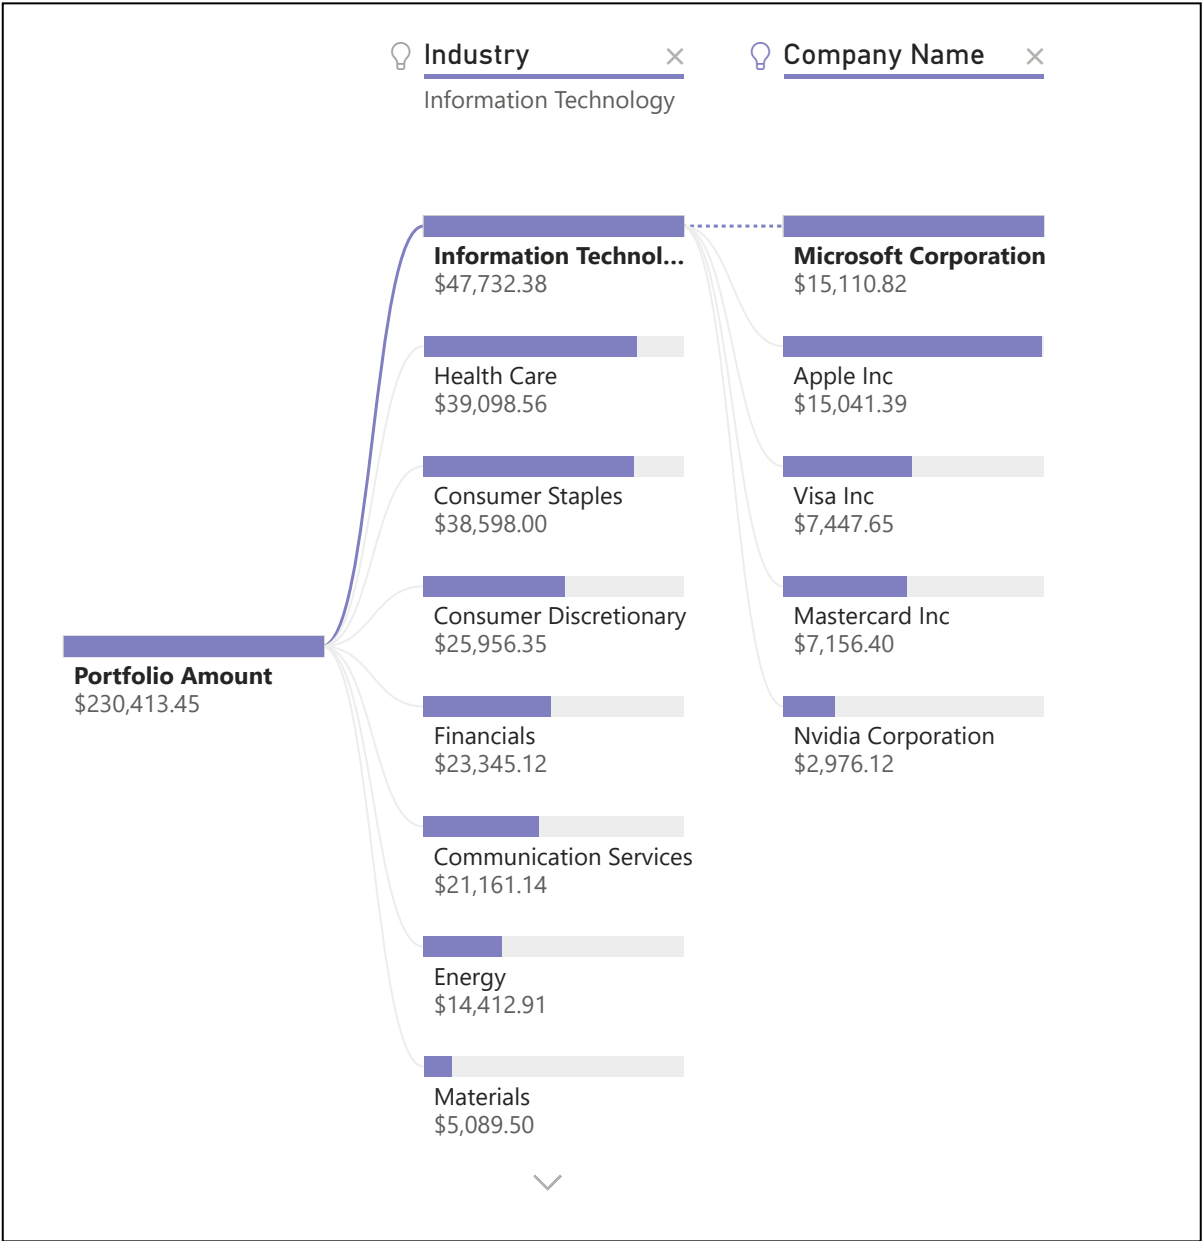 Industry
Information Technology
Company Name
Portfolio Amount
$230,413.45
Information Technol...
$47,732.38
Health Care
$39,098.56
Consumer Staples
$38,598.00
Consumer Discretionary
$25,956.35
Financials
$23,345.12
Communication Services
$21,161.14
Energy
$14,412.91
Materials
$5,089.50
Microsoft Corporation
$15,110.82
Apple Inc
$15,041.39
Visa Inc
$7,447.65
Mastercard Inc
$7,156.40
Nvidia Corporation
$2,976.12